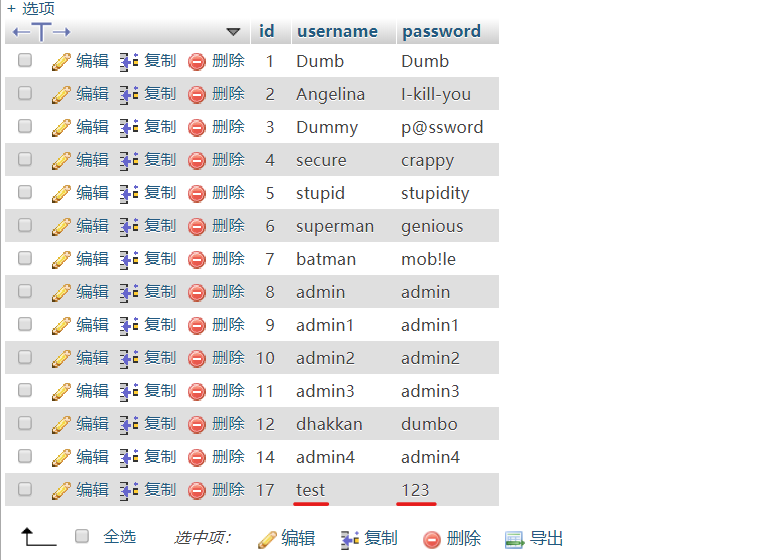 + 选项
id username password
编辑 复制 删除 1 Dumb Dumb
编辑 复制 删除 2 Angelina I-kill-you
编辑 复制 删除 3 Dummy p@ssword
编辑 复制 删除 4 secure crappy
编辑 复制 删除 5 stupid stupidity
编辑 复制 删除 6 superman genious
编辑 复制 删除 7 batman mob!le
编辑 复制 删除 8 admin admin
编辑 复制 删除 9 admin1 admin1
编辑 复制 删除 10 admin2 admin2
编辑 复制 删除 11 admin3 admin3
编辑 复制 删除 12 dhakkan dumbo
编辑 复制 删除 14 admin4 admin4
编辑 复制 删除 17 test 123
全选 选中项： 编辑 复制 删除 导出